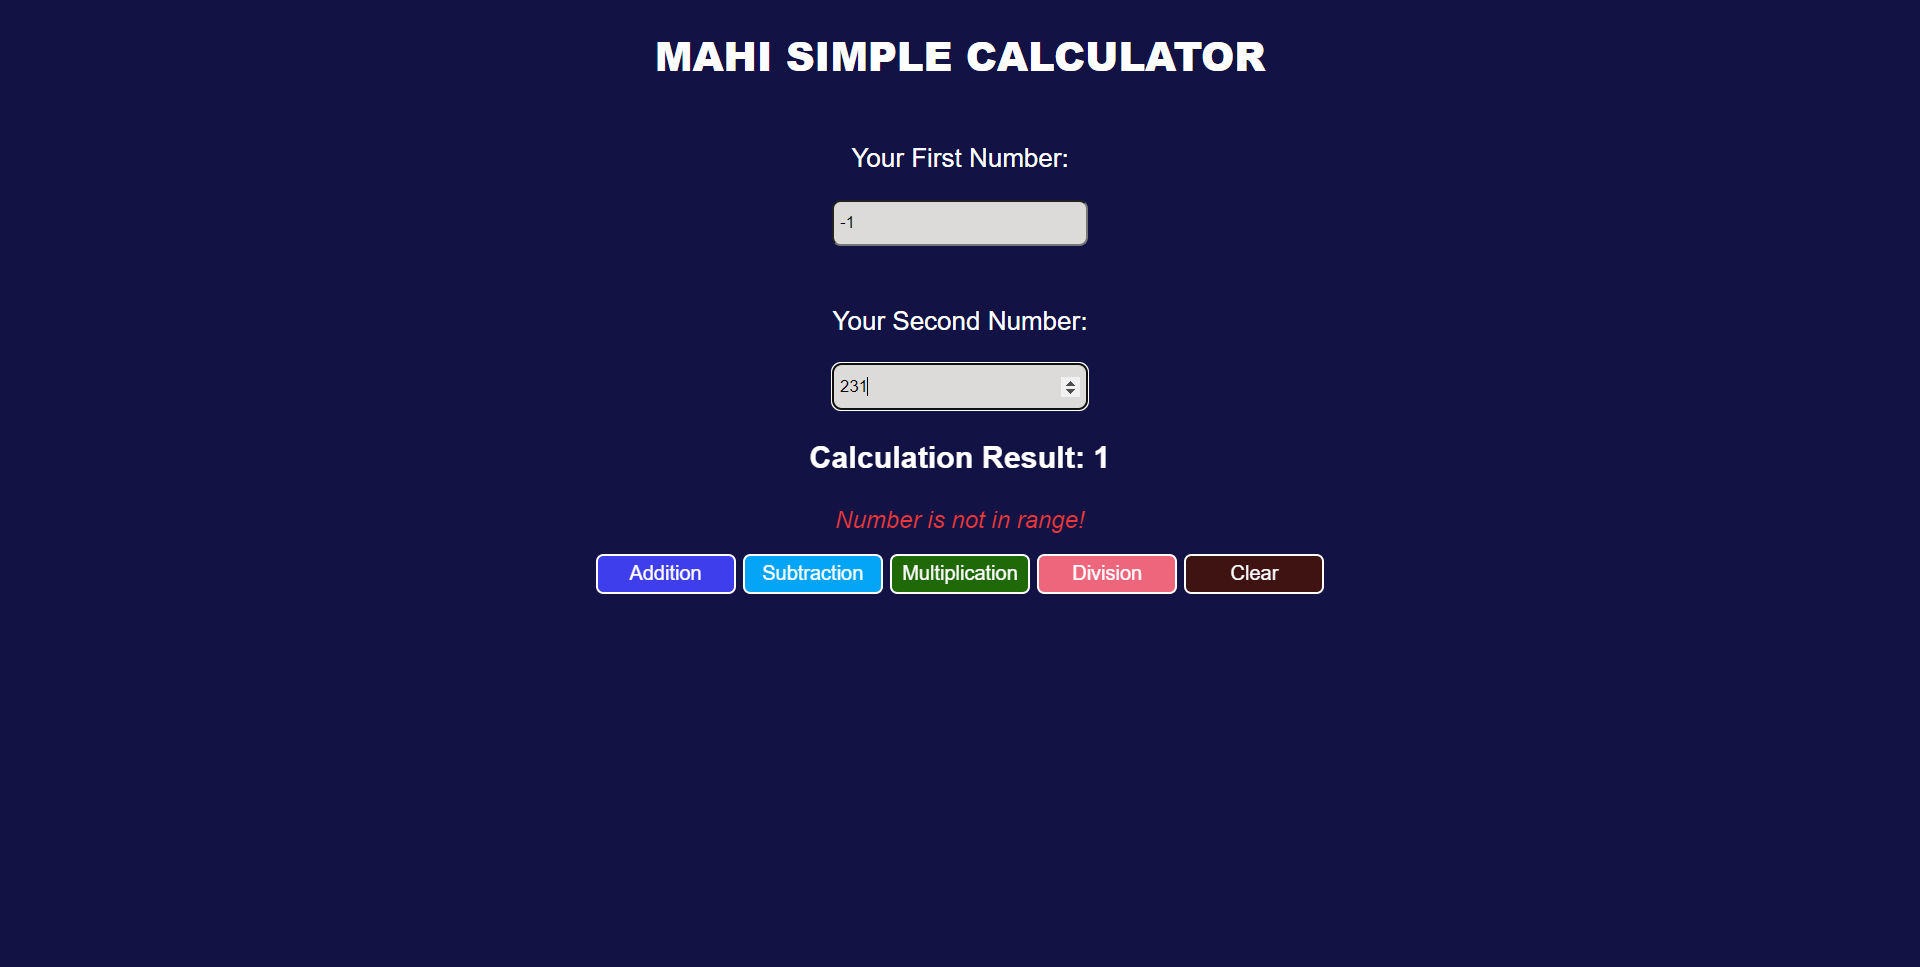 MAHI SIMPLE CALCULATOR
Your First Number:
-1
Your Second Number:
231
Calculation Result: 1
Number is not in range!
Addition Subtraction Multiplication Division Clear